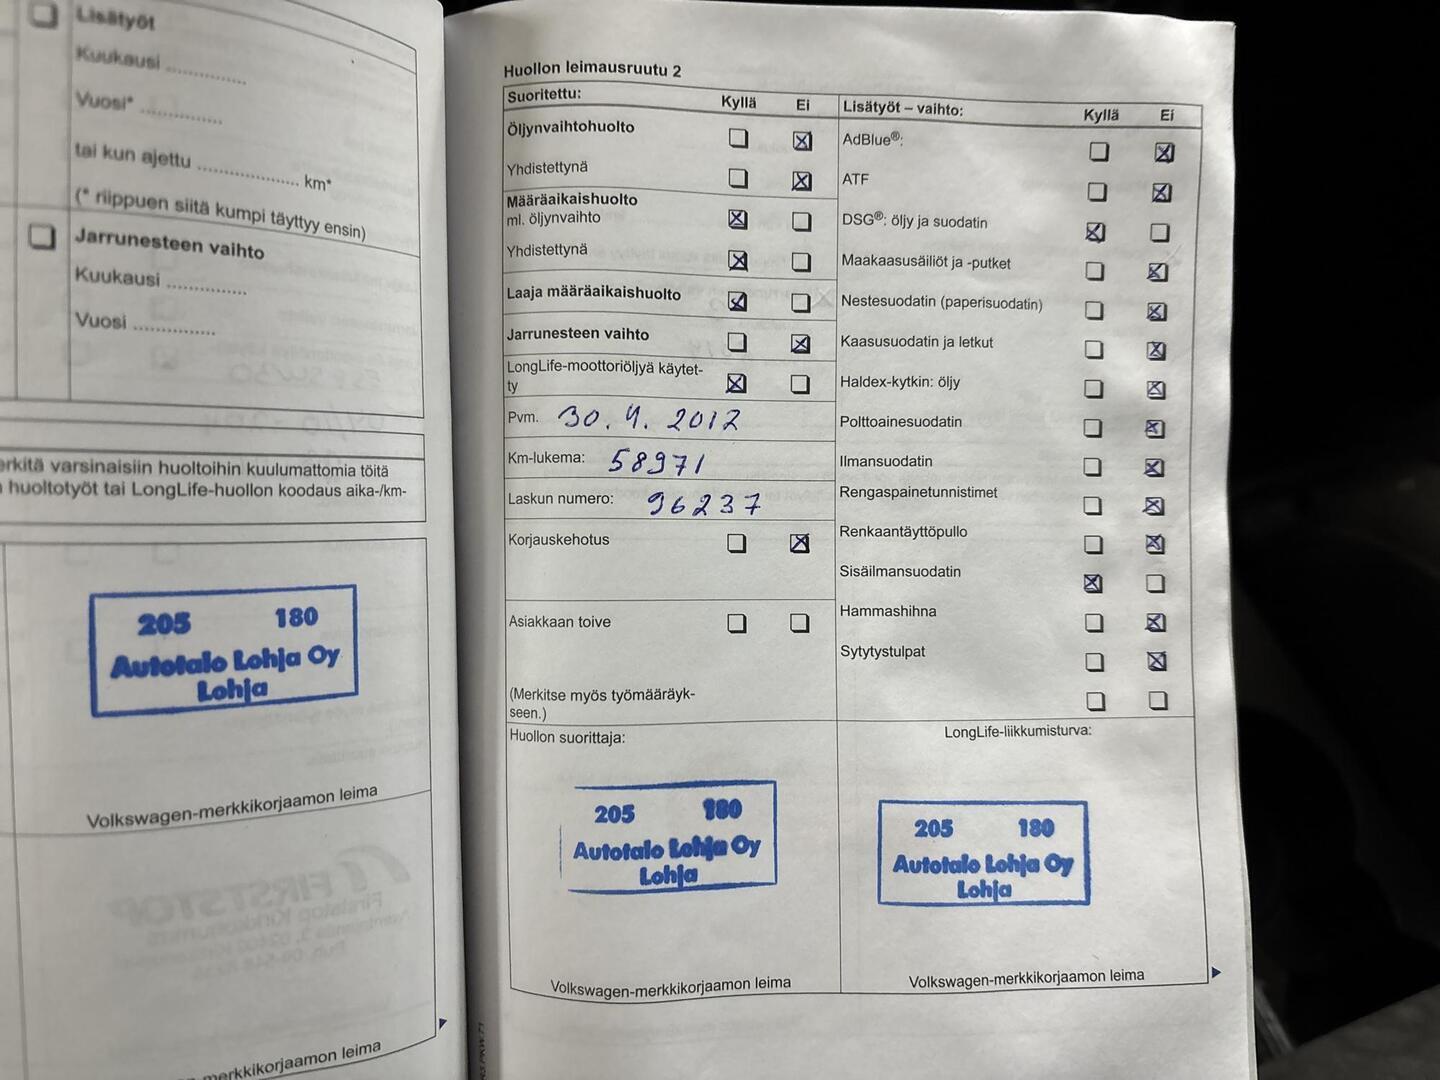 Lisätyöt
Kuukausi ..............
Vuosi* ..............
tai kun ajettu .................. km*
(* riippuen siitä kumpi täyttyy ensin)
Jarrunesteen vaihto
Kuukausi ..............
Vuosi ..............
erkitä varsinaisiin huoltoihin kuulumattomia töitä
huoltotyöt tai LongLife-huollon koodaus aika-/km-
205 180
Autotalo Lohja Oy
Lohja
Volkswagen-merkkikorjaamon leima
merkkikorjaamon leima
Huollon leimausruutu 2
Suoritettu: Kyllä Ei
Öljynvaihtohuolto
Yhdistettynä
Määräaikaishuolto
ml. öljynvaihto
Yhdistettynä
Laaja määräaikaishuolto
Jarrunesteen vaihto
LongLife-moottoriöljyä käytet-
ty
Pvm. 30.4.2012
Km-lukema: 58971
Laskun numero: 96237
Korjauskehotus
Asiakkaan toive
(Merkitse myös työmääräyk-
seen.)
Huollon suorittaja:
205 180
Autotalo Lohja Oy
Lohja
Volkswagen-merkkikorjaamon leima
Lisätyöt – vaihto: Kyllä Ei
AdBlue®:
ATF
DSG®: öljy ja suodatin
Maakaasusäiliöt ja -putket
Nestesuodatin (paperisuodatin)
Kaasusuodatin ja letkut
Haldex-kytkin: öljy
Polttoainesuodatin
Ilmansuodatin
Rengaspainetunnistimet
Renkaantäyttöpullo
Sisäilmansuodatin
Hammashihna
Sytytystulpat
LongLife-liikkumisturva:
205 180
Autotalo Lohja Oy
Lohja
Volkswagen-merkkikorjaamon leima